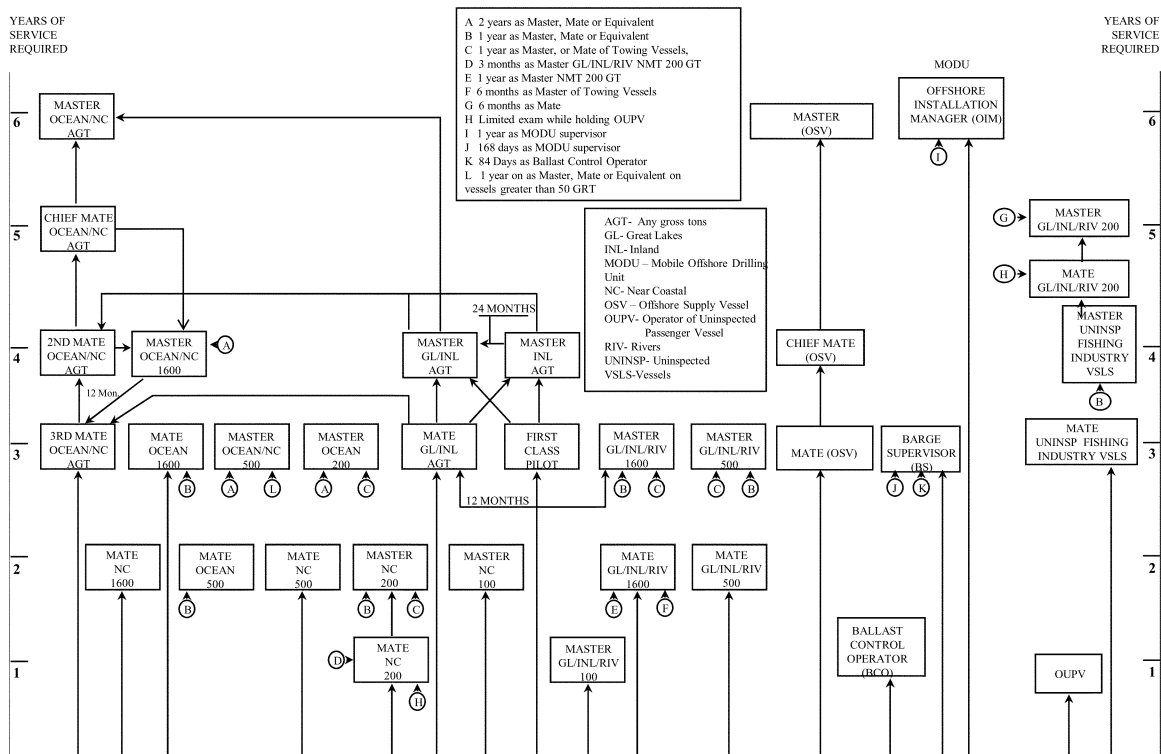 YEARS OF
SERVICE
REQUIRED
YEARS OF
SERVICE
REQUIRED
A 2 years as Master, Mate or Equivalent
B 1 year as Master, Mate or Equivalent
C 1 year as Master, or Mate of Towing Vessels,
D 3 months as Master GL/INL/RIV NMT 200 GT
E 1 year as Master NMT 200 GT
F 6 months as Master of Towing Vessels
G 6 months as Mate
H Limited exam while holding OUPV
I 1 year as MODU supervisor
J 168 days as MODU supervisor
K 84 Days as Ballast Control Operator
L 1 year on as Master, Mate or Equivalent on
vessels greater than 50 GRT
AGT- Any gross tons
GL- Great Lakes
INL- Inland
MODU – Mobile Offshore Drilling
Unit
NC- Near Coastal
OSV – Offshore Supply Vessel
OUPV- Operator of Uninspected
Passenger Vessel
RIV- Rivers
UNINSP- Uninspected
VSLS-Vessels
MODU
6
MASTER
OCEAN/NC
AGT
MASTER
(OSV)
OFFSHORE
INSTALLATION
MANAGER (OIM)
I
6
5
CHIEF MATE
OCEAN/NC
AGT
G
MASTER
GL/INL/RIV 200
5
H
MATE
GL/INL/RIV 200
24 MONTHS
4
2ND MATE
OCEAN/NC
AGT
MASTER
OCEAN/NC
1600
A
MASTER
GL/INL
AGT
MASTER
INL
AGT
CHIEF MATE
(OSV)
MASTER
UNINSP
FISHING
INDUSTRY
VSLS
B
4
12 Mon.
3
3RD MATE
OCEAN/NC
AGT
MATE
OCEAN
1600
B
MASTER
OCEAN/NC
500
A
L
MASTER
OCEAN
200
A
C
MATE
GL/INL
AGT
FIRST
CLASS
PILOT
MASTER
GL/INL/RIV
1600
B
C
MASTER
GL/INL/RIV
500
C
B
MATE (OSV)
BARGE
SUPERVISOR
(BS)
J
K
MATE
UNINSP FISHING
INDUSTRY VSLS
3
12 MONTHS
2
MATE
NC
1600
MATE
OCEAN
500
B
MATE
NC
500
MASTER
NC
200
B
C
MASTER
NC
100
MATE
GL/INL/RIV
1600
E
F
MATE
GL/INL/RIV
500
2
1
D
MATE
NC
200
H
MASTER
GL/INL/RIV
100
BALLAST
CONTROL
OPERATOR
(BCO)
OUPV
1